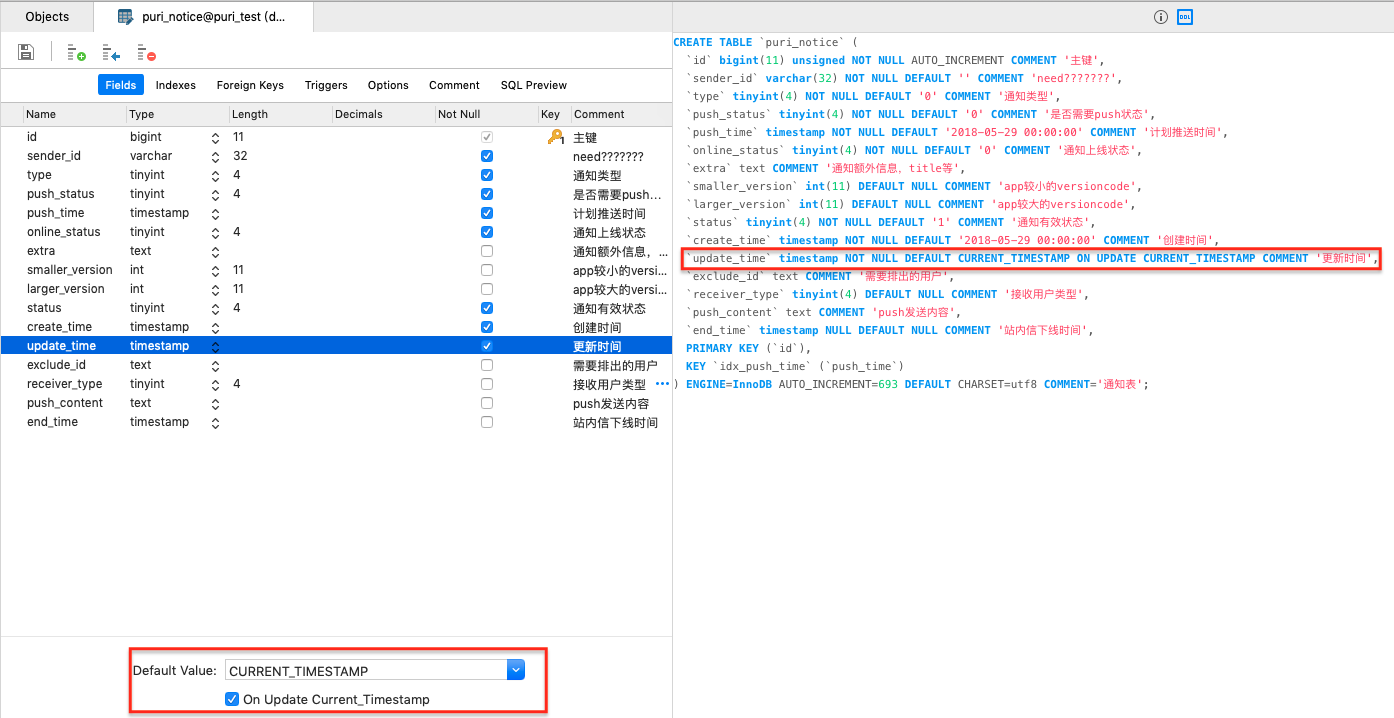 Objects
puri_notice@puri_test (d...
Fields Indexes Foreign Keys Triggers Options Comment SQL Preview
Name Type Length Decimals Not Null Key Comment
id bigint 11 1 主键
sender_id varchar 32 need???????
type tinyint 4 通知类型
push_status tinyint 4 是否需要push…
push_time timestamp 计划推送时间
online_status tinyint 4 通知上线状态
extra text 通知额外信息，...
smaller_version int 11 app较小的versi...
larger_version int 11 app较大的versi...
status tinyint 4 通知有效状态
create_time timestamp 创建时间
update_time timestamp 更新时间
exclude_id text 需要排出的用户
receiver_type tinyint 4 接收用户类型
push_content text push发送内容
end_time timestamp 站内信下线时间
Default Value: CURRENT_TIMESTAMP
On Update Current_Timestamp
DDL
CREATE TABLE `puri_notice` (
`id` bigint(11) unsigned NOT NULL AUTO_INCREMENT COMMENT '主键',
`sender_id` varchar(32) NOT NULL DEFAULT '' COMMENT 'need???????',
`type` tinyint(4) NOT NULL DEFAULT '0' COMMENT '通知类型',
`push_status` tinyint(4) NOT NULL DEFAULT '0' COMMENT '是否需要push状态',
`push_time` timestamp NOT NULL DEFAULT '2018-05-29 00:00:00' COMMENT '计划推送时间',
`online_status` tinyint(4) NOT NULL DEFAULT '0' COMMENT '通知上线状态',
`extra` text COMMENT '通知额外信息，title等',
`smaller_version` int(11) DEFAULT NULL COMMENT 'app较小的versioncode',
`larger_version` int(11) DEFAULT NULL COMMENT 'app较大的versioncode',
`status` tinyint(4) NOT NULL DEFAULT '1' COMMENT '通知有效状态',
`create_time` timestamp NOT NULL DEFAULT '2018-05-29 00:00:00' COMMENT '创建时间',
`update_time` timestamp NOT NULL DEFAULT CURRENT_TIMESTAMP ON UPDATE CURRENT_TIMESTAMP COMMENT '更新时间',
`exclude_id` text COMMENT '需要排出的用户',
`receiver_type` tinyint(4) DEFAULT NULL COMMENT '接收用户类型',
`push_content` text COMMENT 'push发送内容',
`end_time` timestamp NULL DEFAULT NULL COMMENT '站内信下线时间',
PRIMARY KEY (`id`),
KEY `idx_push_time` (`push_time`)
) ENGINE=InnoDB AUTO_INCREMENT=693 DEFAULT CHARSET=utf8 COMMENT='通知表';